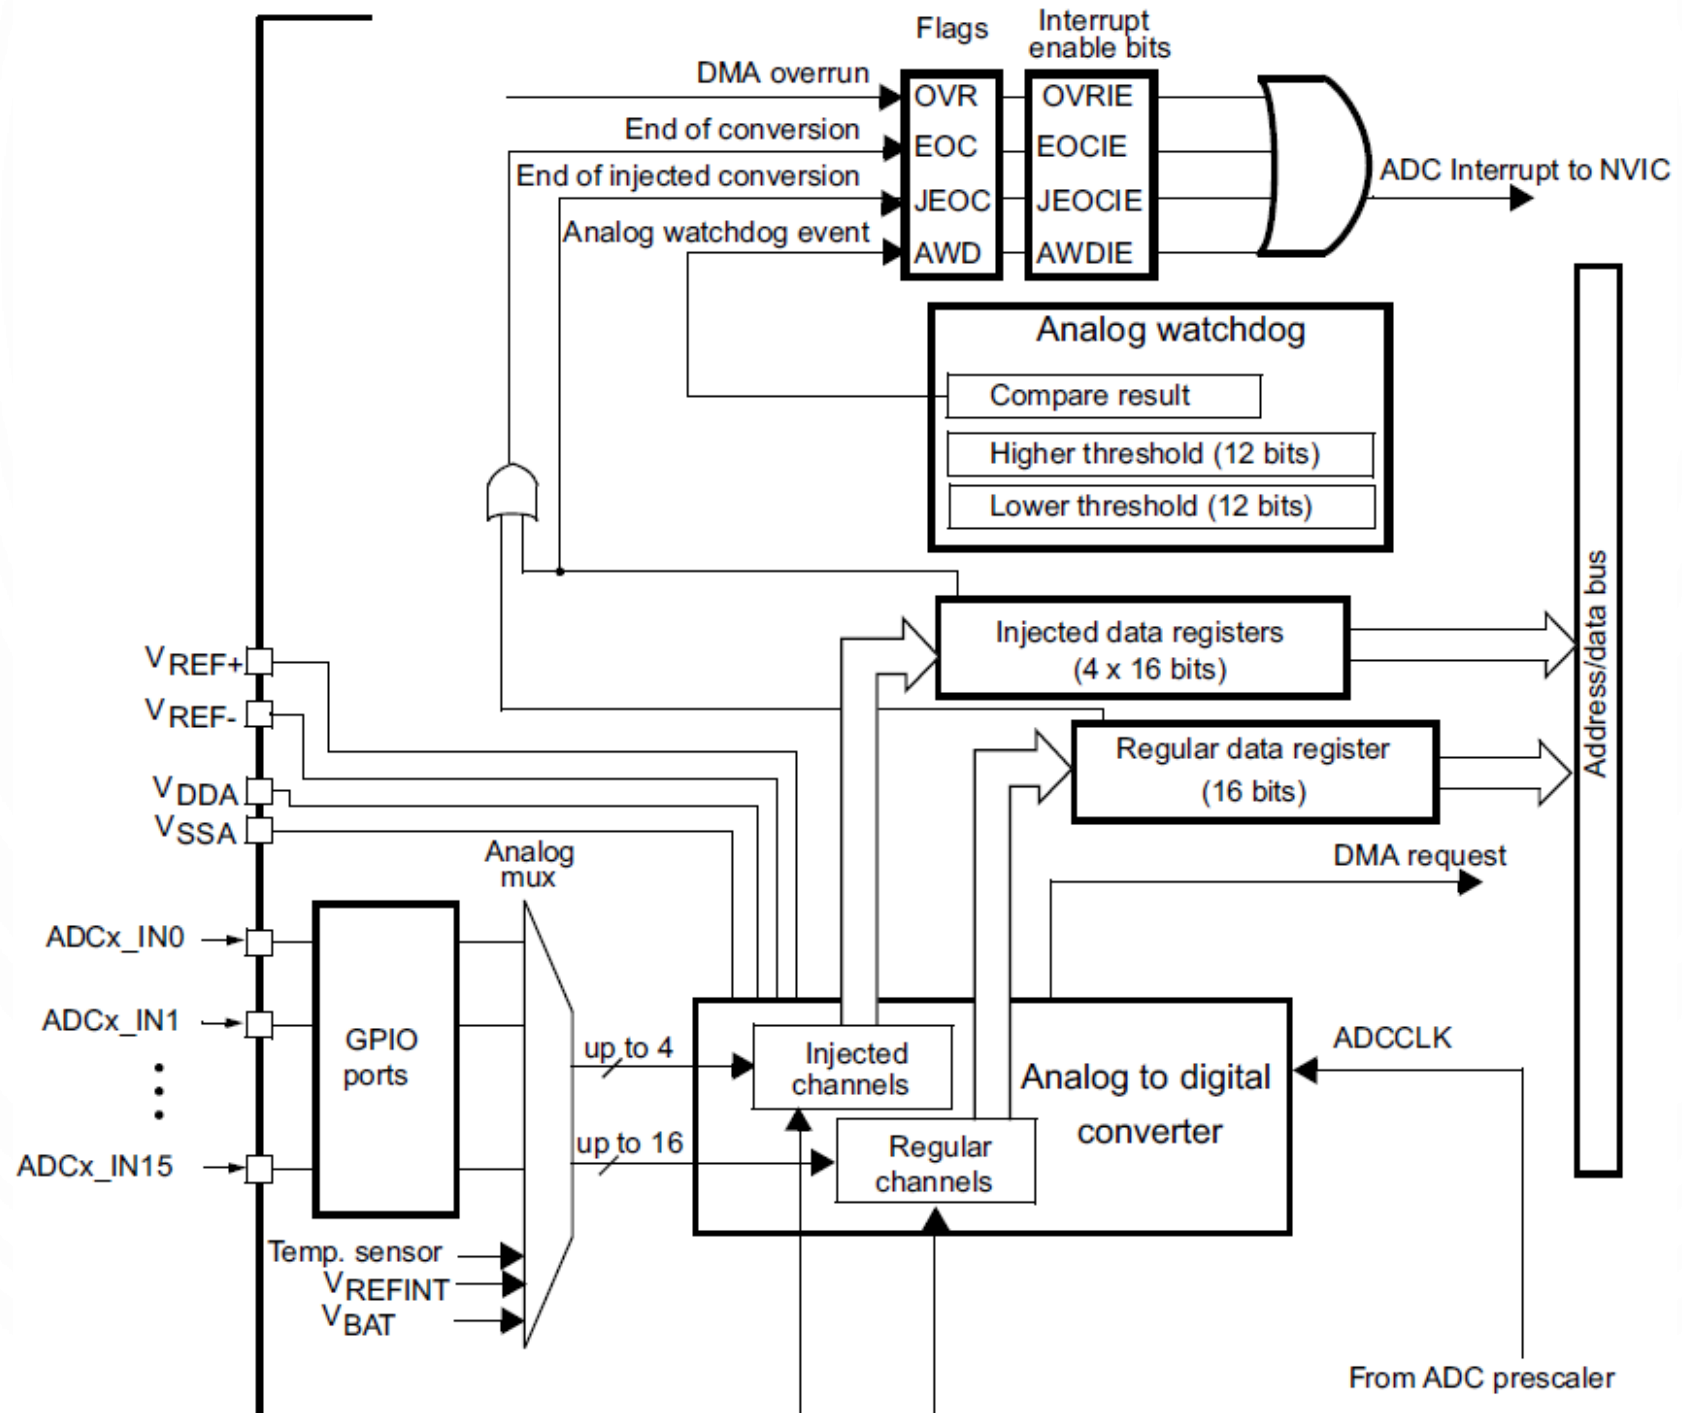 Flags
Interrupt
enable bits
DMA overrun
OVR
OVRIE
End of conversion
EOC
EOCIE
End of injected conversion
JEOC
JEOCIE
ADC Interrupt to NVIC
Analog watchdog event
AWD
AWDIE
Analog watchdog
Compare result
Higher threshold (12 bits)
Lower threshold (12 bits)
Address/data bus
Injected data registers
(4 x 16 bits)
VREF+
VREF-
Regular data register
(16 bits)
VDDA
VSSA
Analog
mux
DMA request
ADCx_IN0
ADCx_IN1
ADCx_IN15
GPIO
ports
up to 4
up to 16
Injected
channels
Regular
channels
Analog to digital
converter
ADCCLK
Temp. sensor
VREFINT
VBAT
From ADC prescaler